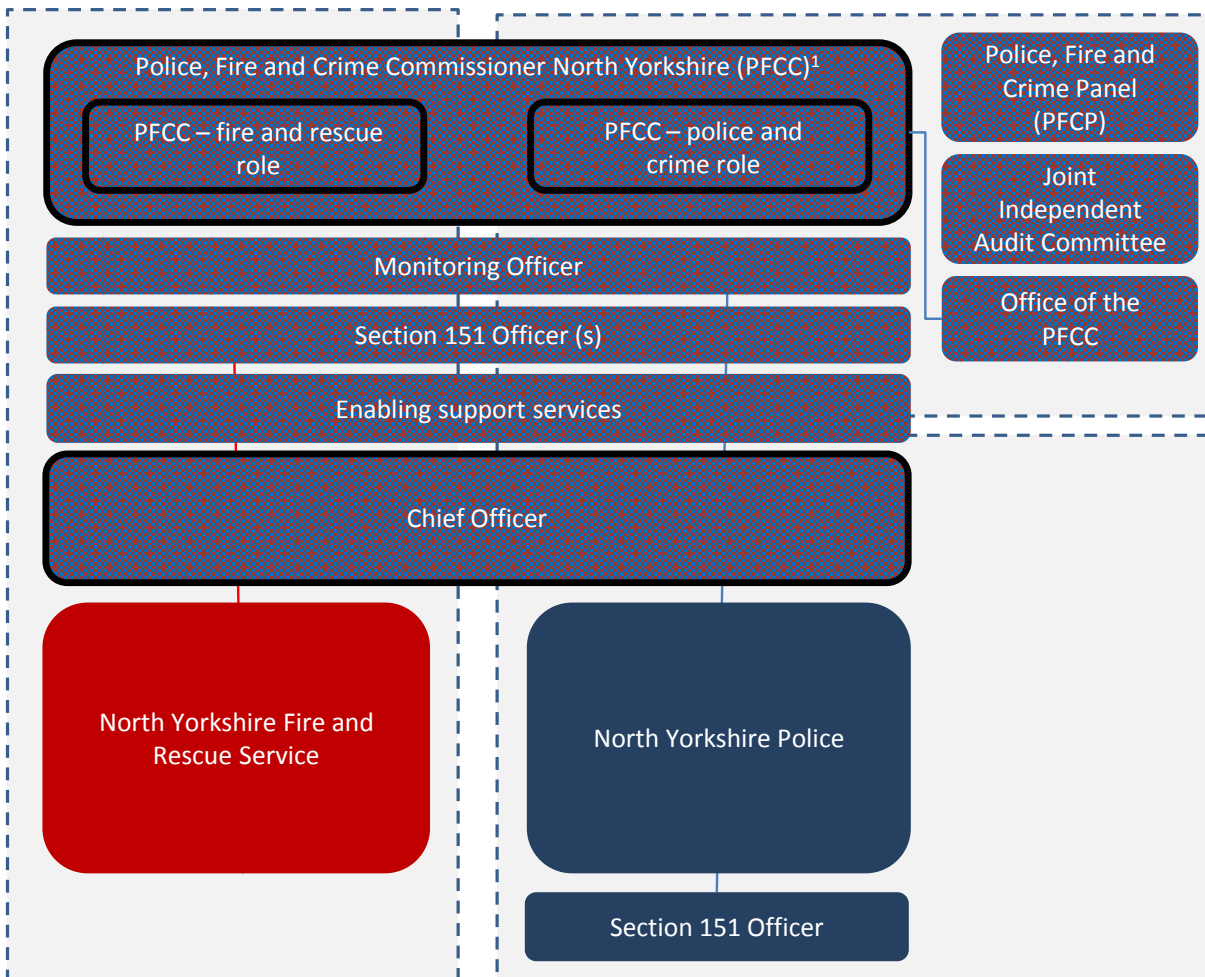 Police, Fire and Crime Commissioner North Yorkshire (PFCC)¹
PFCC – fire and rescue
role
PFCC – police and
crime role
Police, Fire and
Crime Panel
(PFCP)
Joint
Independent
Audit Committee
Office of the
PFCC
Monitoring Officer
Section 151 Officer (s)
Enabling support services
Chief Officer
North Yorkshire Fire and
Rescue Service
North Yorkshire Police
Section 151 Officer